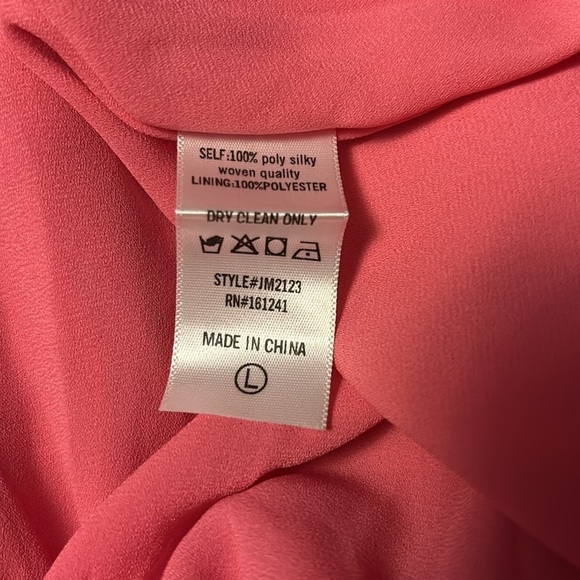 SELF:100% poly silky
woven quality
LINING:100%POLYESTER
DRY CLEAN ONLY
STYLE#JM2123
RN#161241
MADE IN CHINA
L